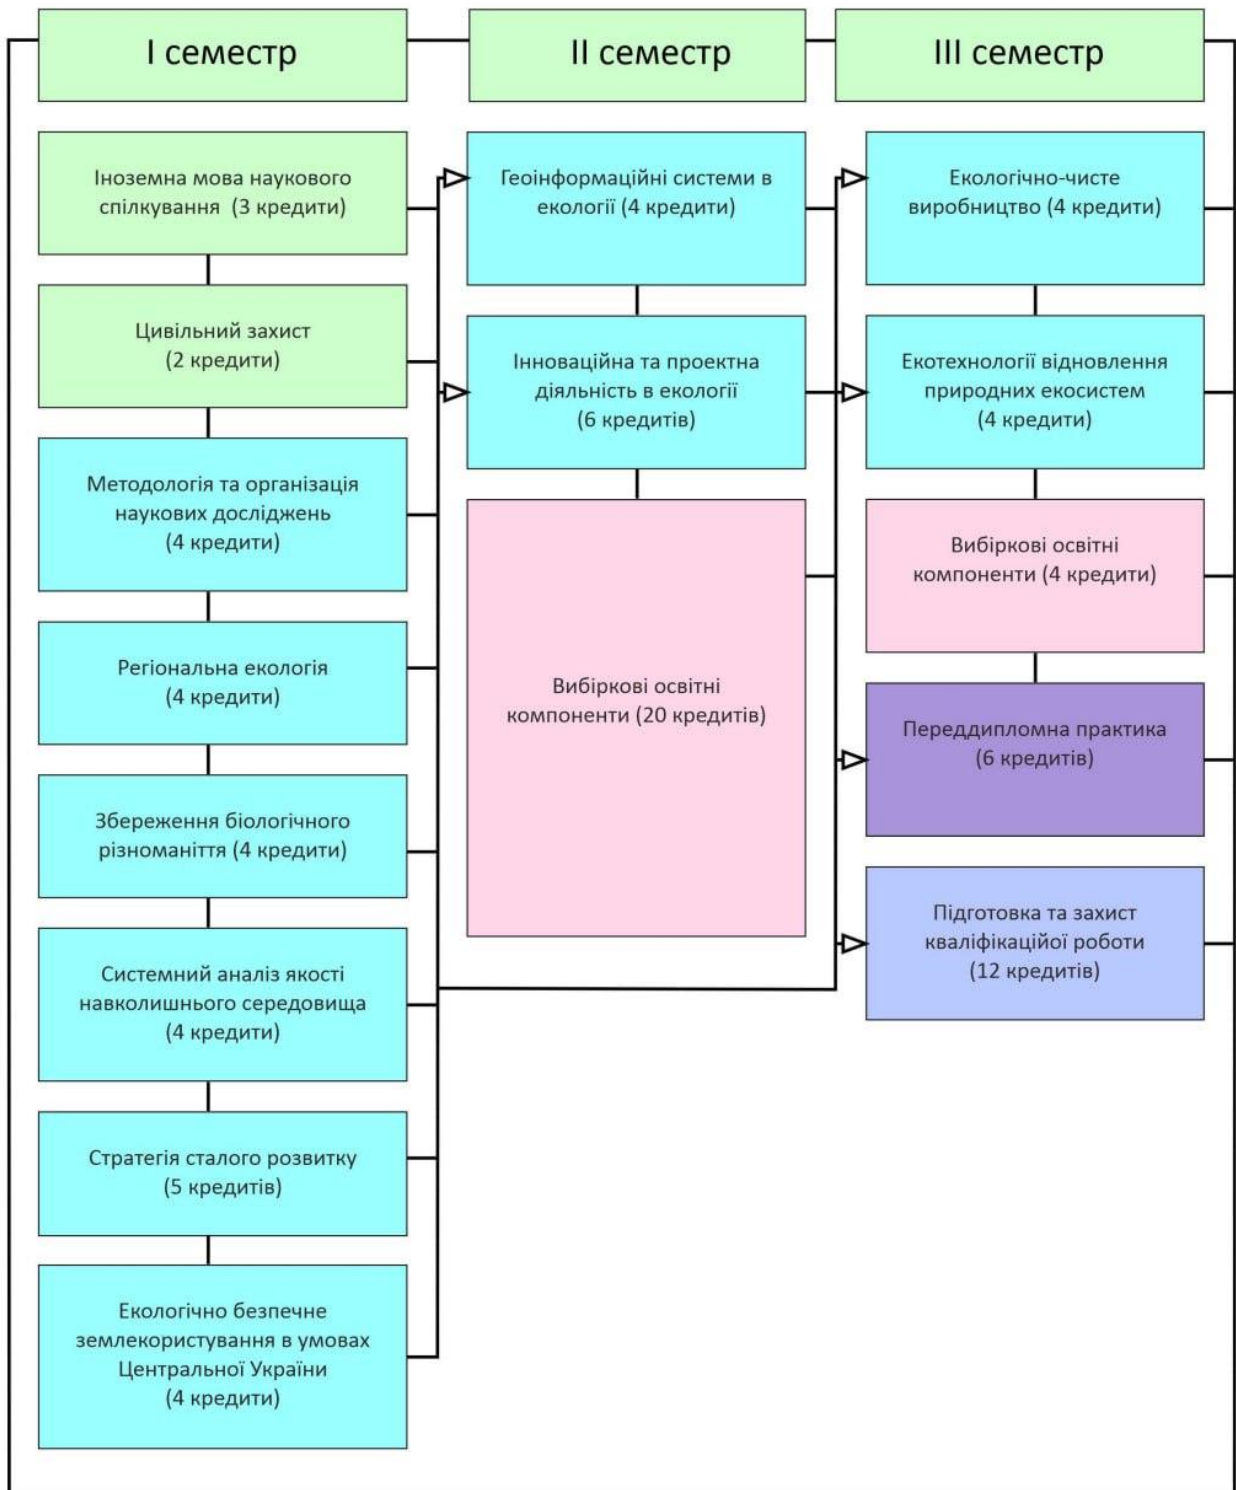 І семестр
ІІ семестр
ІІІ семестр
Іноземна мова наукового
спілкування (3 кредити)
Цивільний захист
(2 кредити)
Методологія та організація
наукових досліджень
(4 кредити)
Регіональна екологія
(4 кредити)
Збереження біологічного
різноманіття (4 кредити)
Системний аналіз якості
навколишнього середовища
(4 кредити)
Стратегія сталого розвитку
(5 кредитів)
Екологічно безпечне
землекористування в умовах
Центральної України
(4 кредити)
Геоінформаційні системи в
екології (4 кредити)
Інноваційна та проектна
діяльність в екології
(6 кредитів)
Вибіркові освітні
компоненти (20 кредитів)
Екологічно-чисте
виробництво (4 кредити)
Екотехнології відновлення
природних екосистем
(4 кредити)
Вибіркові освітні
компоненти (4 кредити)
Переддипломна практика
(6 кредитів)
Підготовка та захист
кваліфікаційої роботи
(12 кредитів)